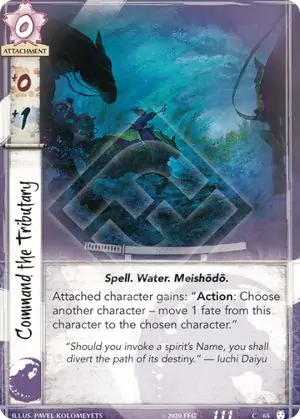 0
ATTACHMENT
+0
+1
Command the Tributary
Spell. Water. Meishōdō.
Attached character gains: "Action: Choose
another character – move 1 fate from this
character to the chosen character."
"Should you invoke a spirit's Name, you shall
divert the path of its destiny." — Iuchi Daiyu
ILLUS. PAVEL KOLOMEYETS
© 2020 FFG
C
65